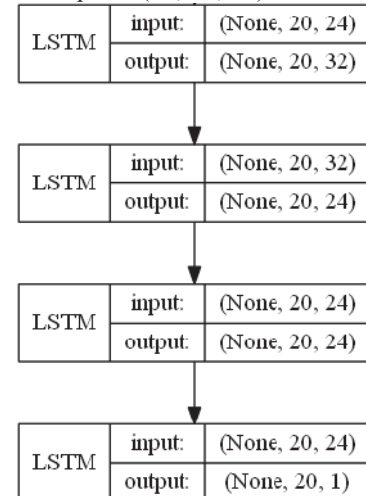 LSTM input: (None, 20, 24)
output: (None, 20, 32)
LSTM input: (None, 20, 32)
output: (None, 20, 24)
LSTM input: (None, 20, 24)
output: (None, 20, 24)
LSTM input: (None, 20, 24)
output: (None, 20, 1)